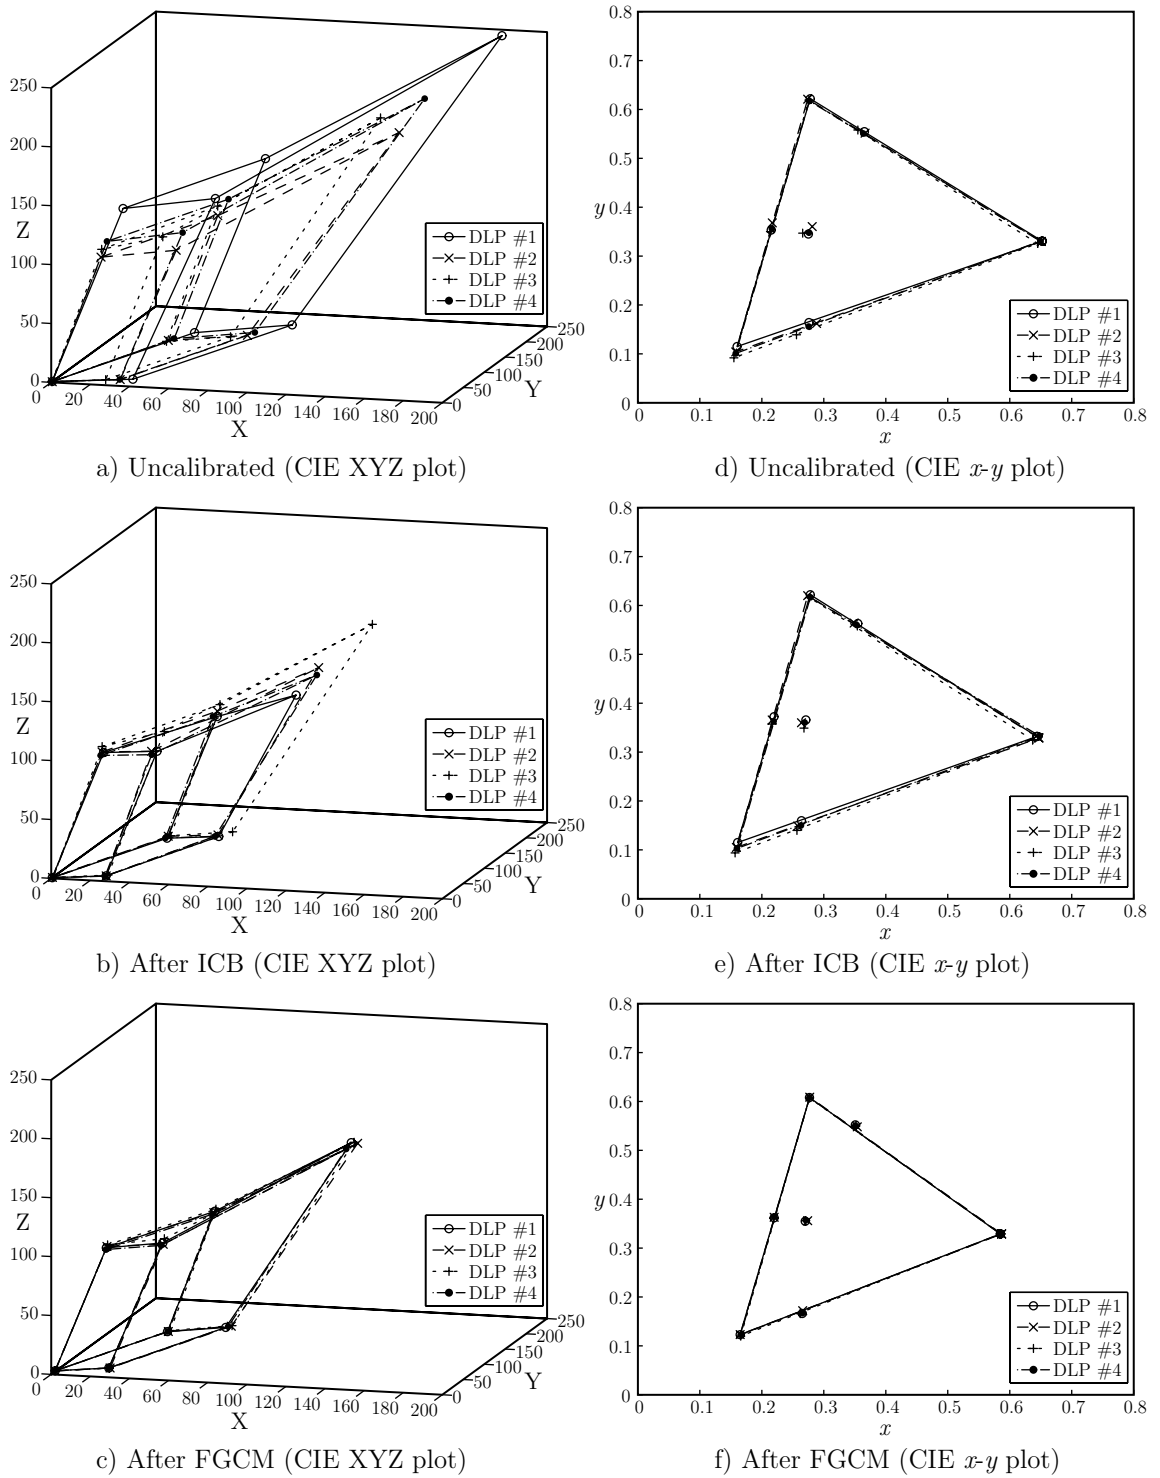 250
200
150
100
50
0
Z
0 20 40 60 80 100 120 140 160 180 200
X
0 50 100 150 200 250
Y
DLP #1
DLP #2
DLP #3
DLP #4
a) Uncalibrated (CIE XYZ plot)
0.8
0.7
0.6
0.5
y 0.4
0.3
0.2
0.1
0
0 0.1 0.2 0.3 0.4 0.5 0.6 0.7 0.8
x
DLP #1
DLP #2
DLP #3
DLP #4
d) Uncalibrated (CIE x-y plot)
250
200
150
100
50
0
Z
0 20 40 60 80 100 120 140 160 180 200
X
0 50 100 150 200 250
Y
DLP #1
DLP #2
DLP #3
DLP #4
b) After ICB (CIE XYZ plot)
0.8
0.7
0.6
0.5
y 0.4
0.3
0.2
0.1
0
0 0.1 0.2 0.3 0.4 0.5 0.6 0.7 0.8
x
DLP #1
DLP #2
DLP #3
DLP #4
e) After ICB (CIE x-y plot)
250
200
150
100
50
0
Z
0 20 40 60 80 100 120 140 160 180 200
X
0 50 100 150 200 250
Y
DLP #1
DLP #2
DLP #3
DLP #4
c) After FGCM (CIE XYZ plot)
0.8
0.7
0.6
0.5
y 0.4
0.3
0.2
0.1
0
0 0.1 0.2 0.3 0.4 0.5 0.6 0.7 0.8
x
DLP #1
DLP #2
DLP #3
DLP #4
f) After FGCM (CIE x-y plot)